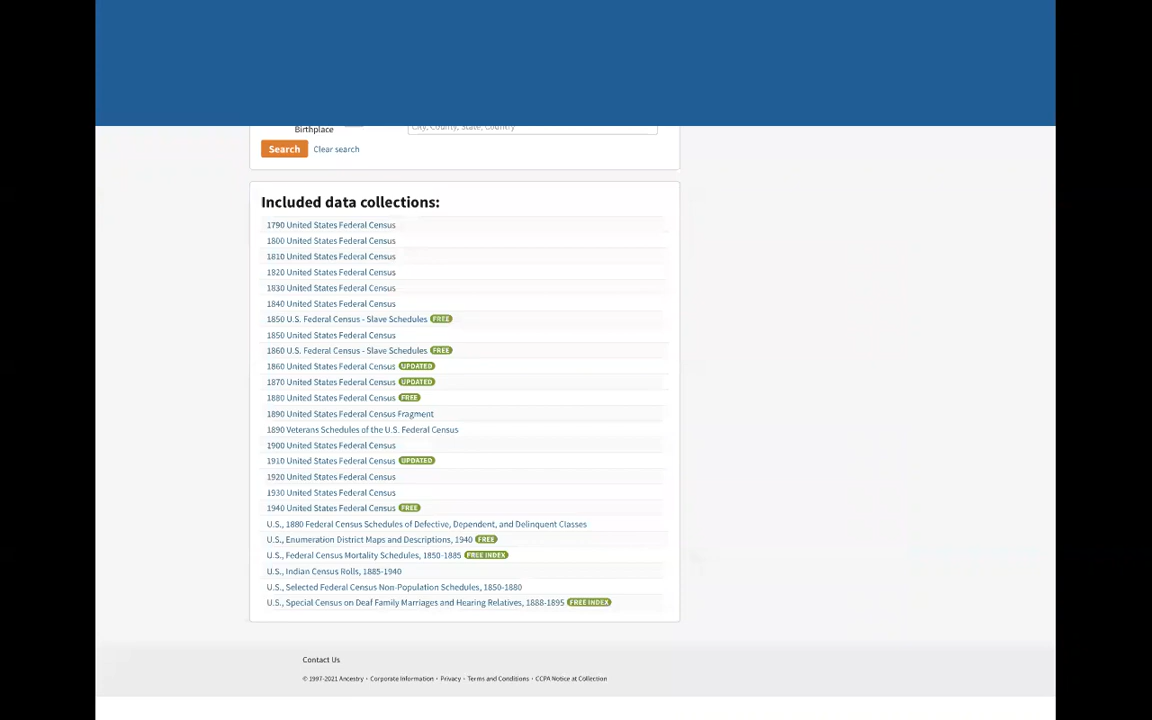 City, County, State, Country
Birthplace
Search Clear search
Included data collections:
1790 United States Federal Census
1800 United States Federal Census
1810 United States Federal Census
1820 United States Federal Census
1830 United States Federal Census
1840 United States Federal Census
1850 U.S. Federal Census - Slave Schedules FREE
1850 United States Federal Census
1860 U.S. Federal Census - Slave Schedules FREE
1860 United States Federal Census UPDATED
1870 United States Federal Census UPDATED
1880 United States Federal Census FREE
1890 United States Federal Census Fragment
1890 Veterans Schedules of the U.S. Federal Census
1900 United States Federal Census
1910 United States Federal Census UPDATED
1920 United States Federal Census
1930 United States Federal Census
1940 United States Federal Census FREE
U.S., 1880 Federal Census Schedules of Defective, Dependent, and Delinquent Classes
U.S., Enumeration District Maps and Descriptions, 1940 FREE
U.S., Federal Census Mortality Schedules, 1850-1885 FREE INDEX
U.S., Indian Census Rolls, 1885-1940
U.S., Selected Federal Census Non-Population Schedules, 1850-1880
U.S., Special Census on Deaf Family Marriages and Hearing Relatives, 1888-1895 FREE INDEX
Contact Us
© 1997-2021 Ancestry • Corporate Information • Privacy • Terms and Conditions • CCPA Notice at Collection